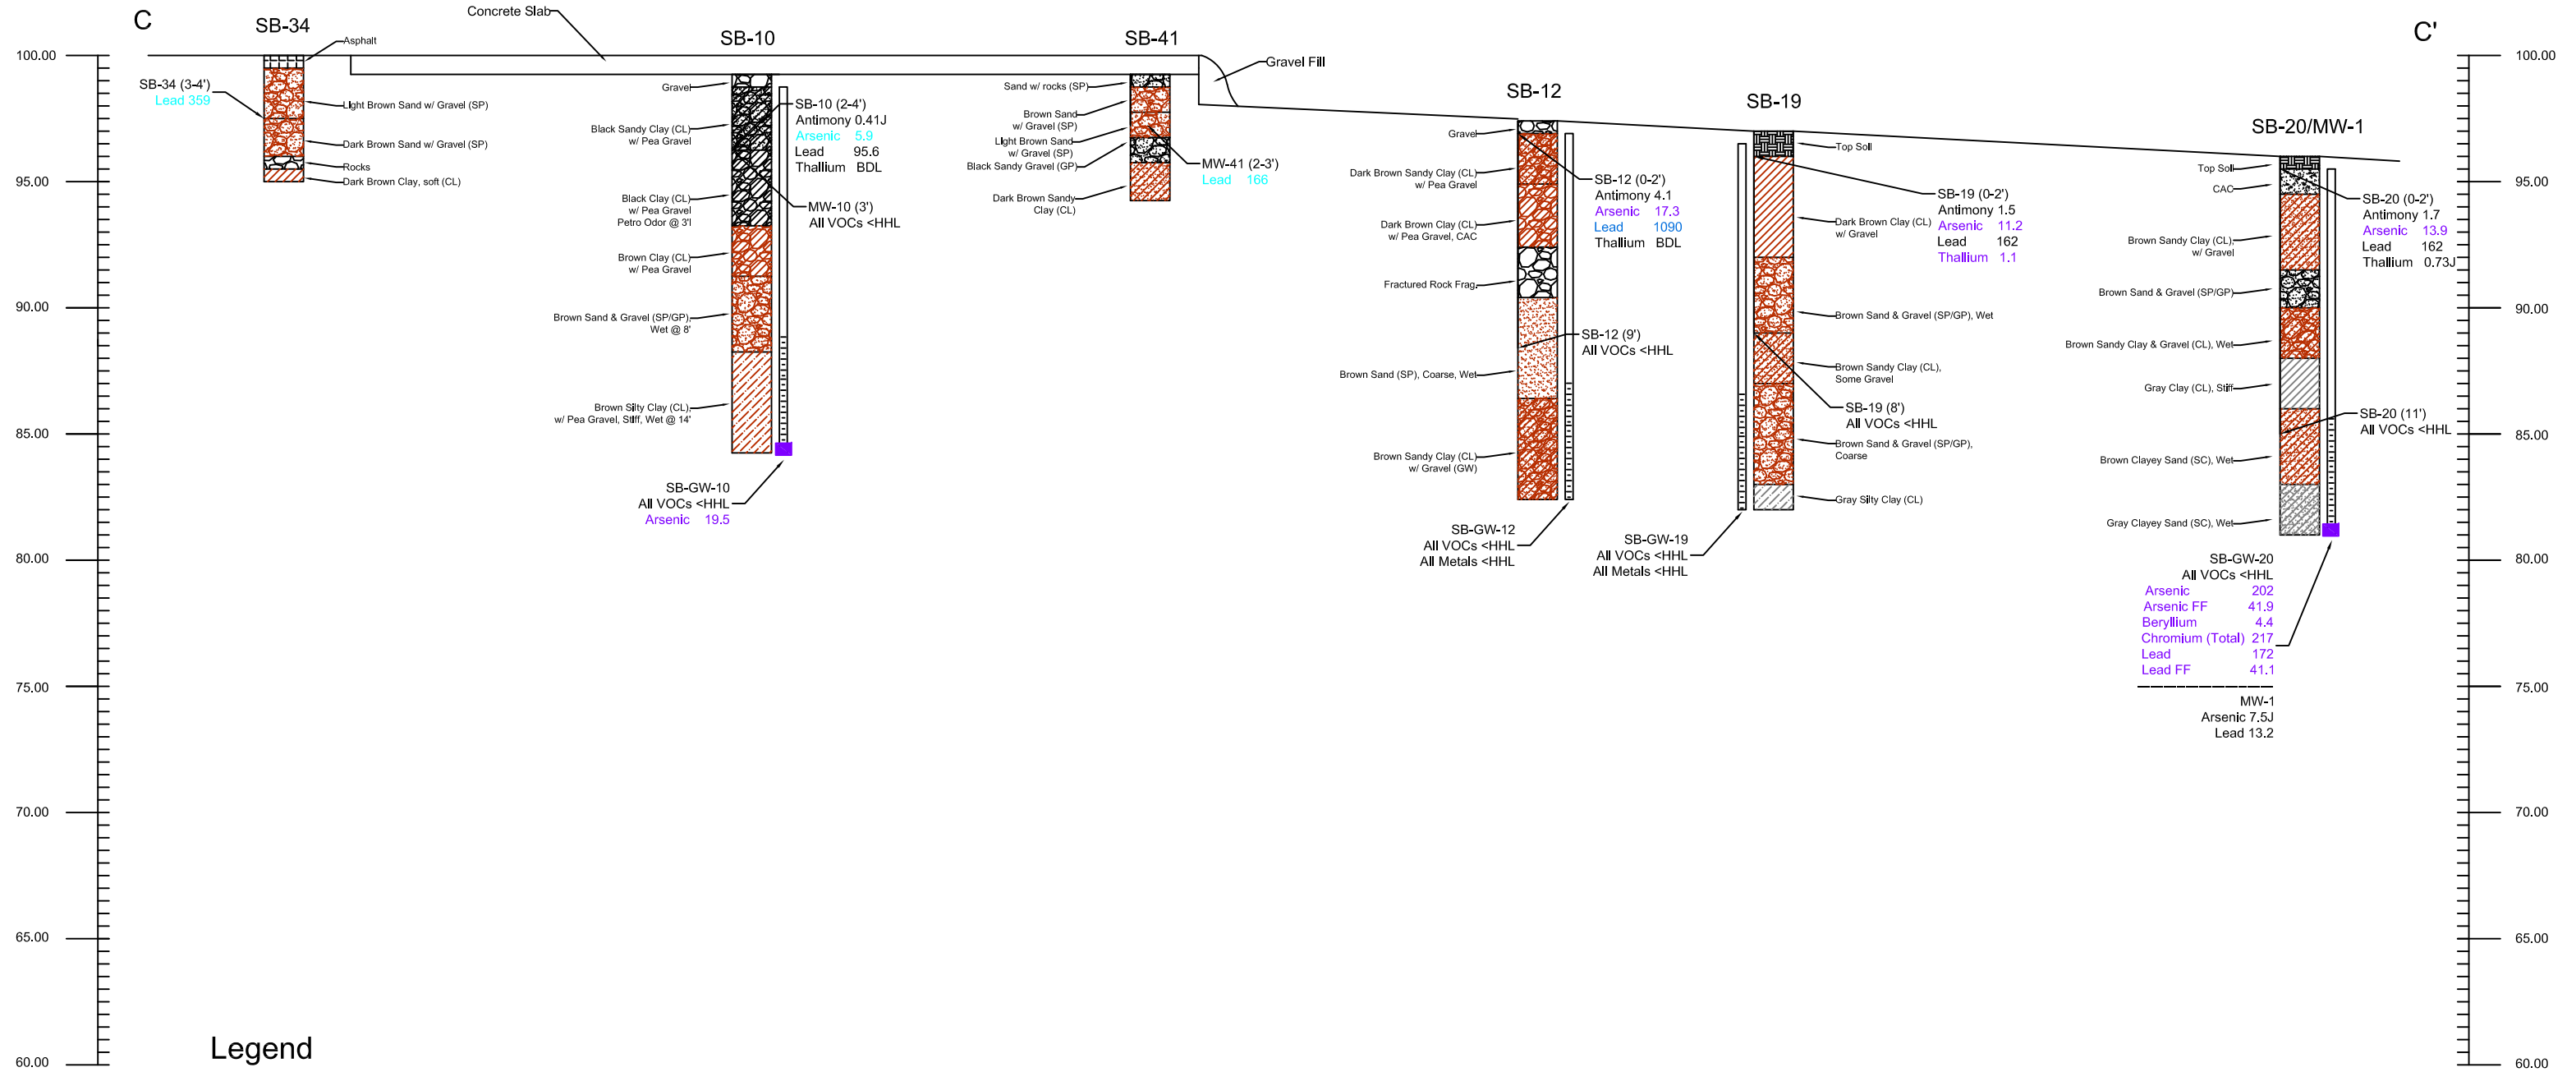 C
C'
Concrete Slab
SB-34
SB-10
SB-41
SB-12
SB-19
SB-20/MW-1
100.00
95.00
90.00
85.00
80.00
75.00
70.00
65.00
60.00
Asphalt
SB-34 (3-4')
Lead 359
Light Brown Sand w/ Gravel (SP)
Dark Brown Sand w/ Gravel (SP)
Rocks
Dark Brown Clay, soft (CL)
Gravel
Black Sandy Clay (CL)
w/ Pea Gravel
Black Clay (CL)
w/ Pea Gravel
Petro Odor @ 3'l
Brown Clay (CL)
w/ Pea Gravel
Brown Sand & Gravel (SP/GP),
Wet @ 8'
Brown Silty Clay (CL),
w/ Pea Gravel, Stiff, Wet @ 14'
SB-10 (2-4')
Antimony 0.41J
Arsenic 5.9
Lead 95.6
Thallium BDL
MW-10 (3')
All VOCs <HHL
SB-GW-10
All VOCs <HHL
Arsenic 19.5
Sand w/ rocks (SP)
Brown Sand
w/ Gravel (SP)
Light Brown Sand
w/ Gravel (SP)
Black Sandy Gravel (GP)
Dark Brown Sandy
Clay (CL)
MW-41 (2-3')
Lead 166
Gravel Fill
Gravel
Dark Brown Sandy Clay (CL)
w/ Pea Gravel
Dark Brown Clay (CL)
w/ Pea Gravel, CAC
Fractured Rock Frag.
Brown Sand (SP), Coarse, Wet
Brown Sandy Clay (CL)
w/ Gravel (GW)
SB-12 (0-2')
Antimony 4.1
Arsenic 17.3
Lead 1090
Thallium BDL
SB-12 (9')
All VOCs <HHL
SB-GW-12
All VOCs <HHL
All Metals <HHL
Top Soil
Dark Brown Clay (CL)
w/ Gravel
Brown Sand & Gravel (SP/GP), Wet
Brown Sandy Clay (CL),
Some Gravel
Brown Sand & Gravel (SP/GP),
Coarse
Gray Silty Clay (CL)
SB-19 (0-2')
Antimony 1.5
Arsenic 11.2
Lead 162
Thallium 1.1
SB-19 (8')
All VOCs <HHL
SB-GW-19
All VOCs <HHL
All Metals <HHL
Top Soil
CAC
Brown Sandy Clay (CL),
w/ Gravel
Brown Sand & Gravel (SP/GP)
Brown Sandy Clay & Gravel (CL), Wet
Gray Clay (CL), Stiff
Brown Clayey Sand (SC), Wet
Gray Clayey Sand (SC), Wet
SB-20 (0-2')
Antimony 1.7
Arsenic 13.9
Lead 162
Thallium 0.73J
SB-20 (11')
All VOCs <HHL
SB-GW-20
All VOCs <HHL
Arsenic 202
Arsenic FF 41.9
Beryllium 4.4
Chromium (Total) 217
Lead 172
Lead FF 41.1
MW-1
Arsenic 7.5J
Lead 13.2
100.00
95.00
90.00
85.00
80.00
75.00
70.00
65.00
60.00
Legend